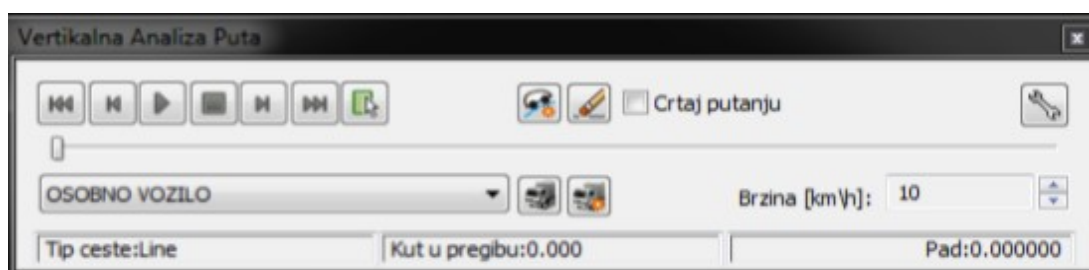 Vertikalna Analiza Puta
Crtaj putanju
OSOBNO VOZILO
Brzina [km\h]: 10
Tip ceste:Line Kut u pregibu:0.000 Pad:0.000000